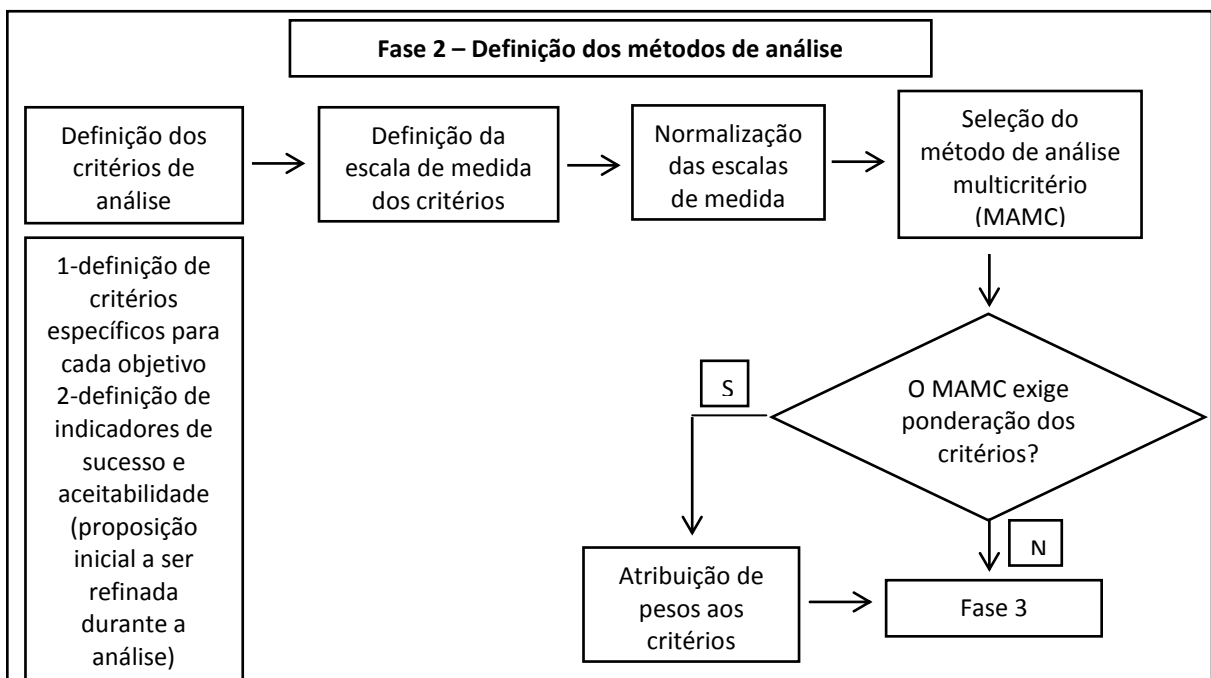 Fase 2 – Definição dos métodos de análise
Definição dos
critérios de
análise
Definição da
escala de medida
dos critérios
Normalização
das escalas
de medida
Seleção do
método de análise
multicritério
(MAMC)
1-definição de
critérios
específicos para
cada objetivo
2-definição de
indicadores de
sucesso e
aceitabilidade
(proposição
inicial a ser
refinada
durante a
análise)
O MAMC exige
ponderação dos
critérios?
S
N
Atribuição de
pesos aos
critérios
Fase 3